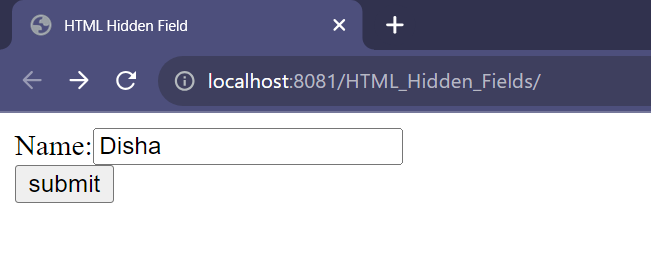 HTML Hidden Field
localhost:8081/HTML_Hidden_Fields/
Name: Disha
submit